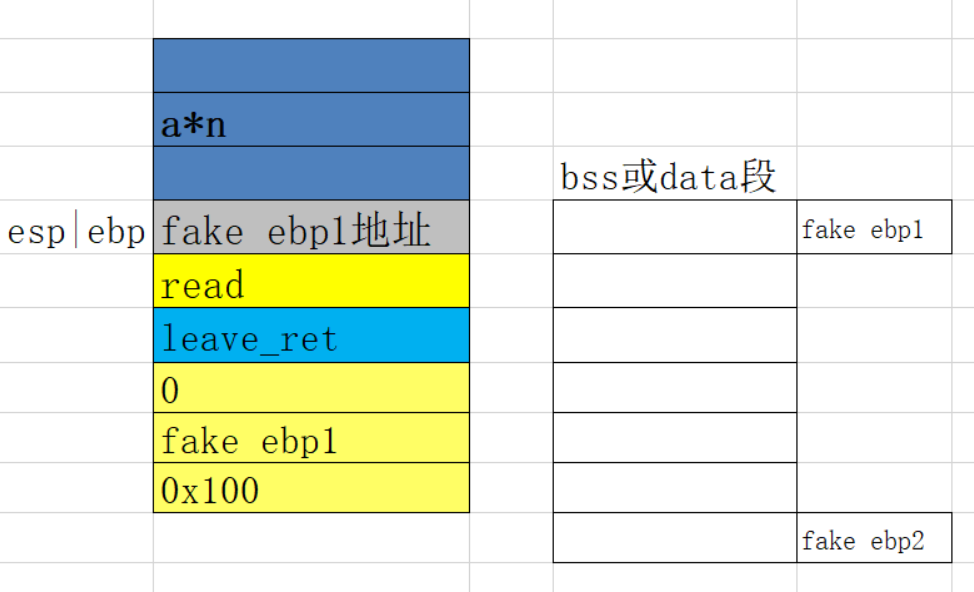 a*n
bss或data段
esp|ebp fake ebp1地址 fake ebp1
read
leave_ret
0
fake ebp1
0x100
fake ebp2